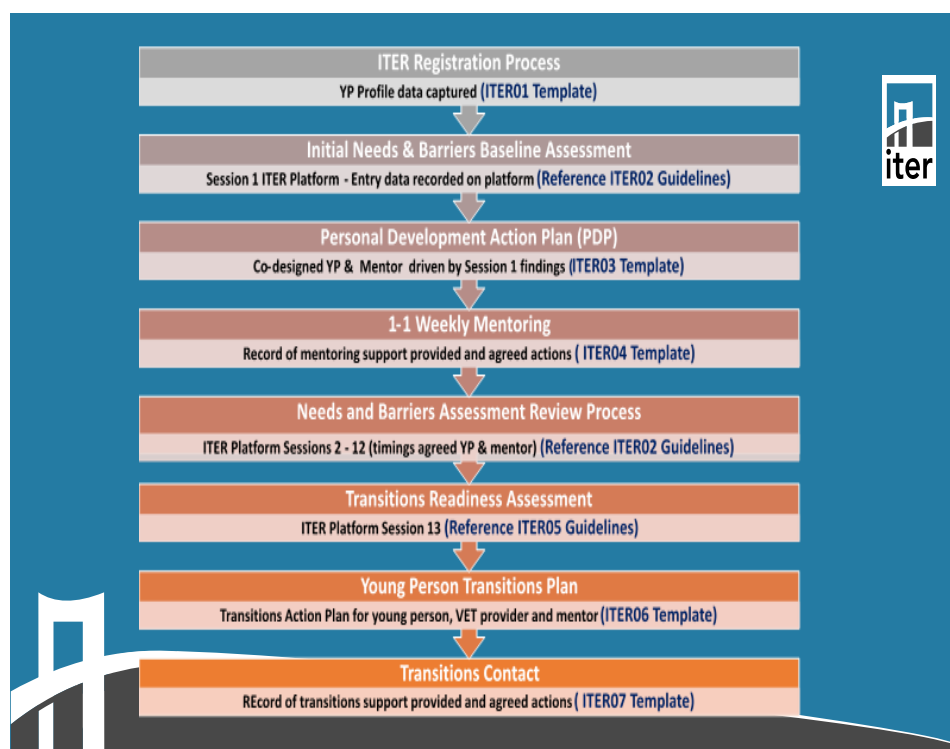 ITER Registration Process
YP Profile data captured (ITER01 Template)
iter
Initial Needs & Barriers Baseline Assessment
Session 1 ITER Platform - Entry data recorded on platform (Reference ITER02 Guidelines)
Personal Development Action Plan (PDP)
Co-designed YP & Mentor driven by Session 1 findings (ITER03 Template)
1-1 Weekly Mentoring
Record of mentoring support provided and agreed actions ( ITER04 Template)
Needs and Barriers Assessment Review Process
ITER Platform Sessions 2 - 12 (timings agreed YP & mentor) (Reference ITER02 Guidelines)
Transitions Readiness Assessment
ITER Platform Session 13 (Reference ITER05 Guidelines)
Young Person Transitions Plan
Transitions Action Plan for young person, VET provider and mentor (ITER06 Template)
Transitions Contact
REcord of transitions support provided and agreed actions ( ITER07 Template)